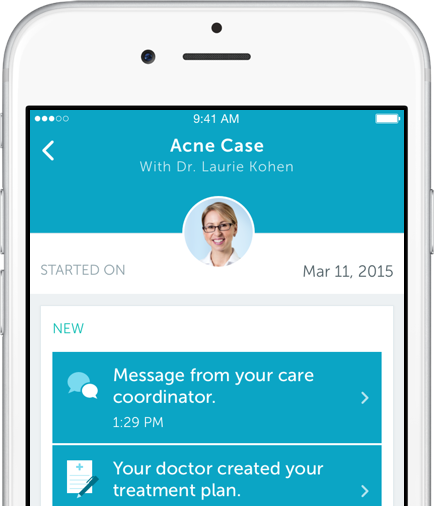 9:41 AM
Acne Case
With Dr. Laurie Kohen
STARTED ON
Mar 11, 2015
NEW
Message from your care
coordinator.
1:29 PM
Your doctor created your
treatment plan.